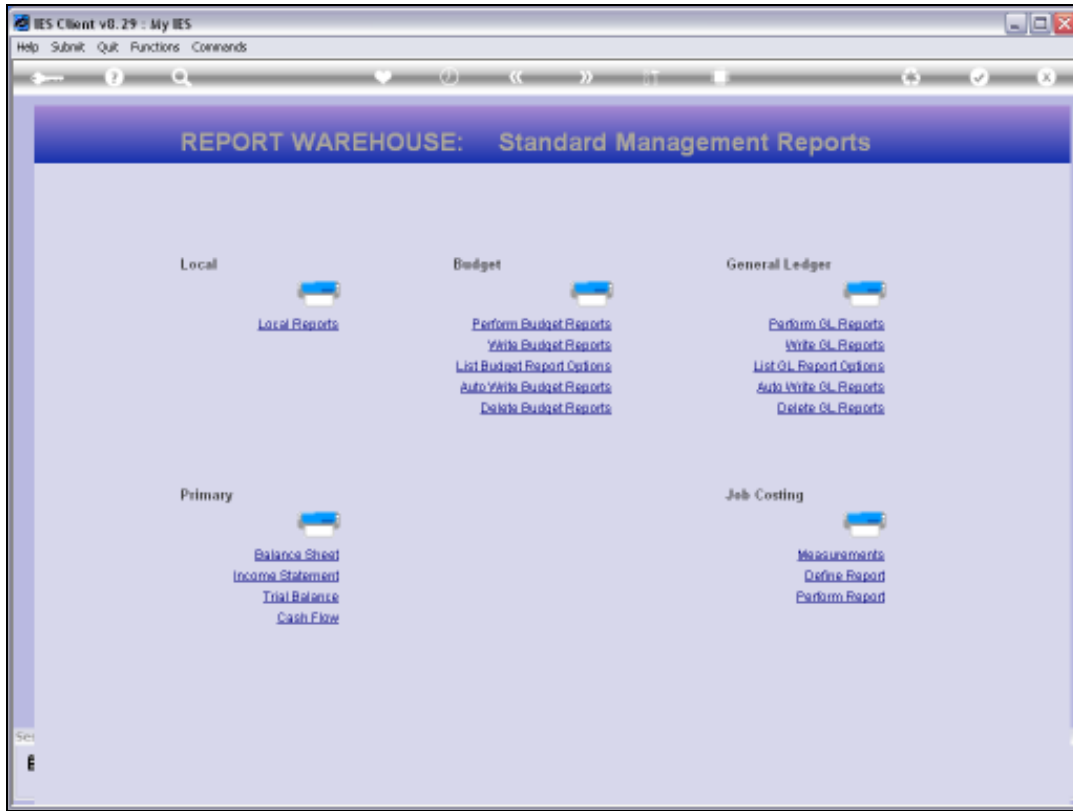 IES Client v8.29 : My IES
Help Submit Quit Functions Commands
REPORT WAREHOUSE: Standard Management Reports
Local
Local Reports
Budget
Perform Budget Reports
Write Budget Reports
List Budget Report Options
Auto Write Budget Reports
Delete Budget Reports
General Ledger
Perform GL Reports
Write GL Reports
List GL Report Options
Auto Write GL Reports
Delete GL Reports
Primary
Balance Sheet
Income Statement
Trial Balance
Cash Flow
Job Costing
Measurements
Define Report
Perform Report